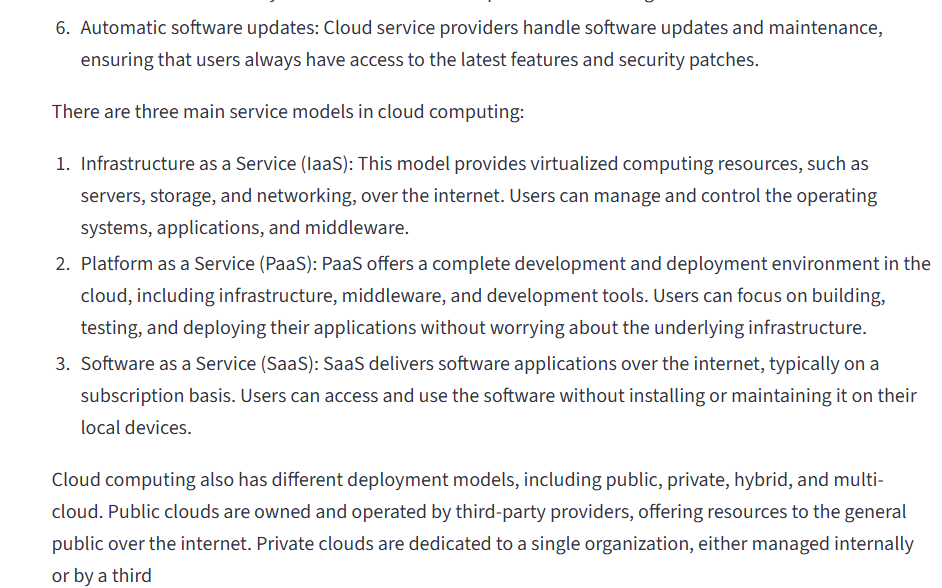 6. Automatic software updates: Cloud service providers handle software updates and maintenance,
ensuring that users always have access to the latest features and security patches.
There are three main service models in cloud computing:
1. Infrastructure as a Service (IaaS): This model provides virtualized computing resources, such as
servers, storage, and networking, over the internet. Users can manage and control the operating
systems, applications, and middleware.
2. Platform as a Service (PaaS): PaaS offers a complete development and deployment environment in the
cloud, including infrastructure, middleware, and development tools. Users can focus on building,
testing, and deploying their applications without worrying about the underlying infrastructure.
3. Software as a Service (SaaS): SaaS delivers software applications over the internet, typically on a
subscription basis. Users can access and use the software without installing or maintaining it on their
local devices.
Cloud computing also has different deployment models, including public, private, hybrid, and multi-
cloud. Public clouds are owned and operated by third-party providers, offering resources to the general
public over the internet. Private clouds are dedicated to a single organization, either managed internally
or by a third